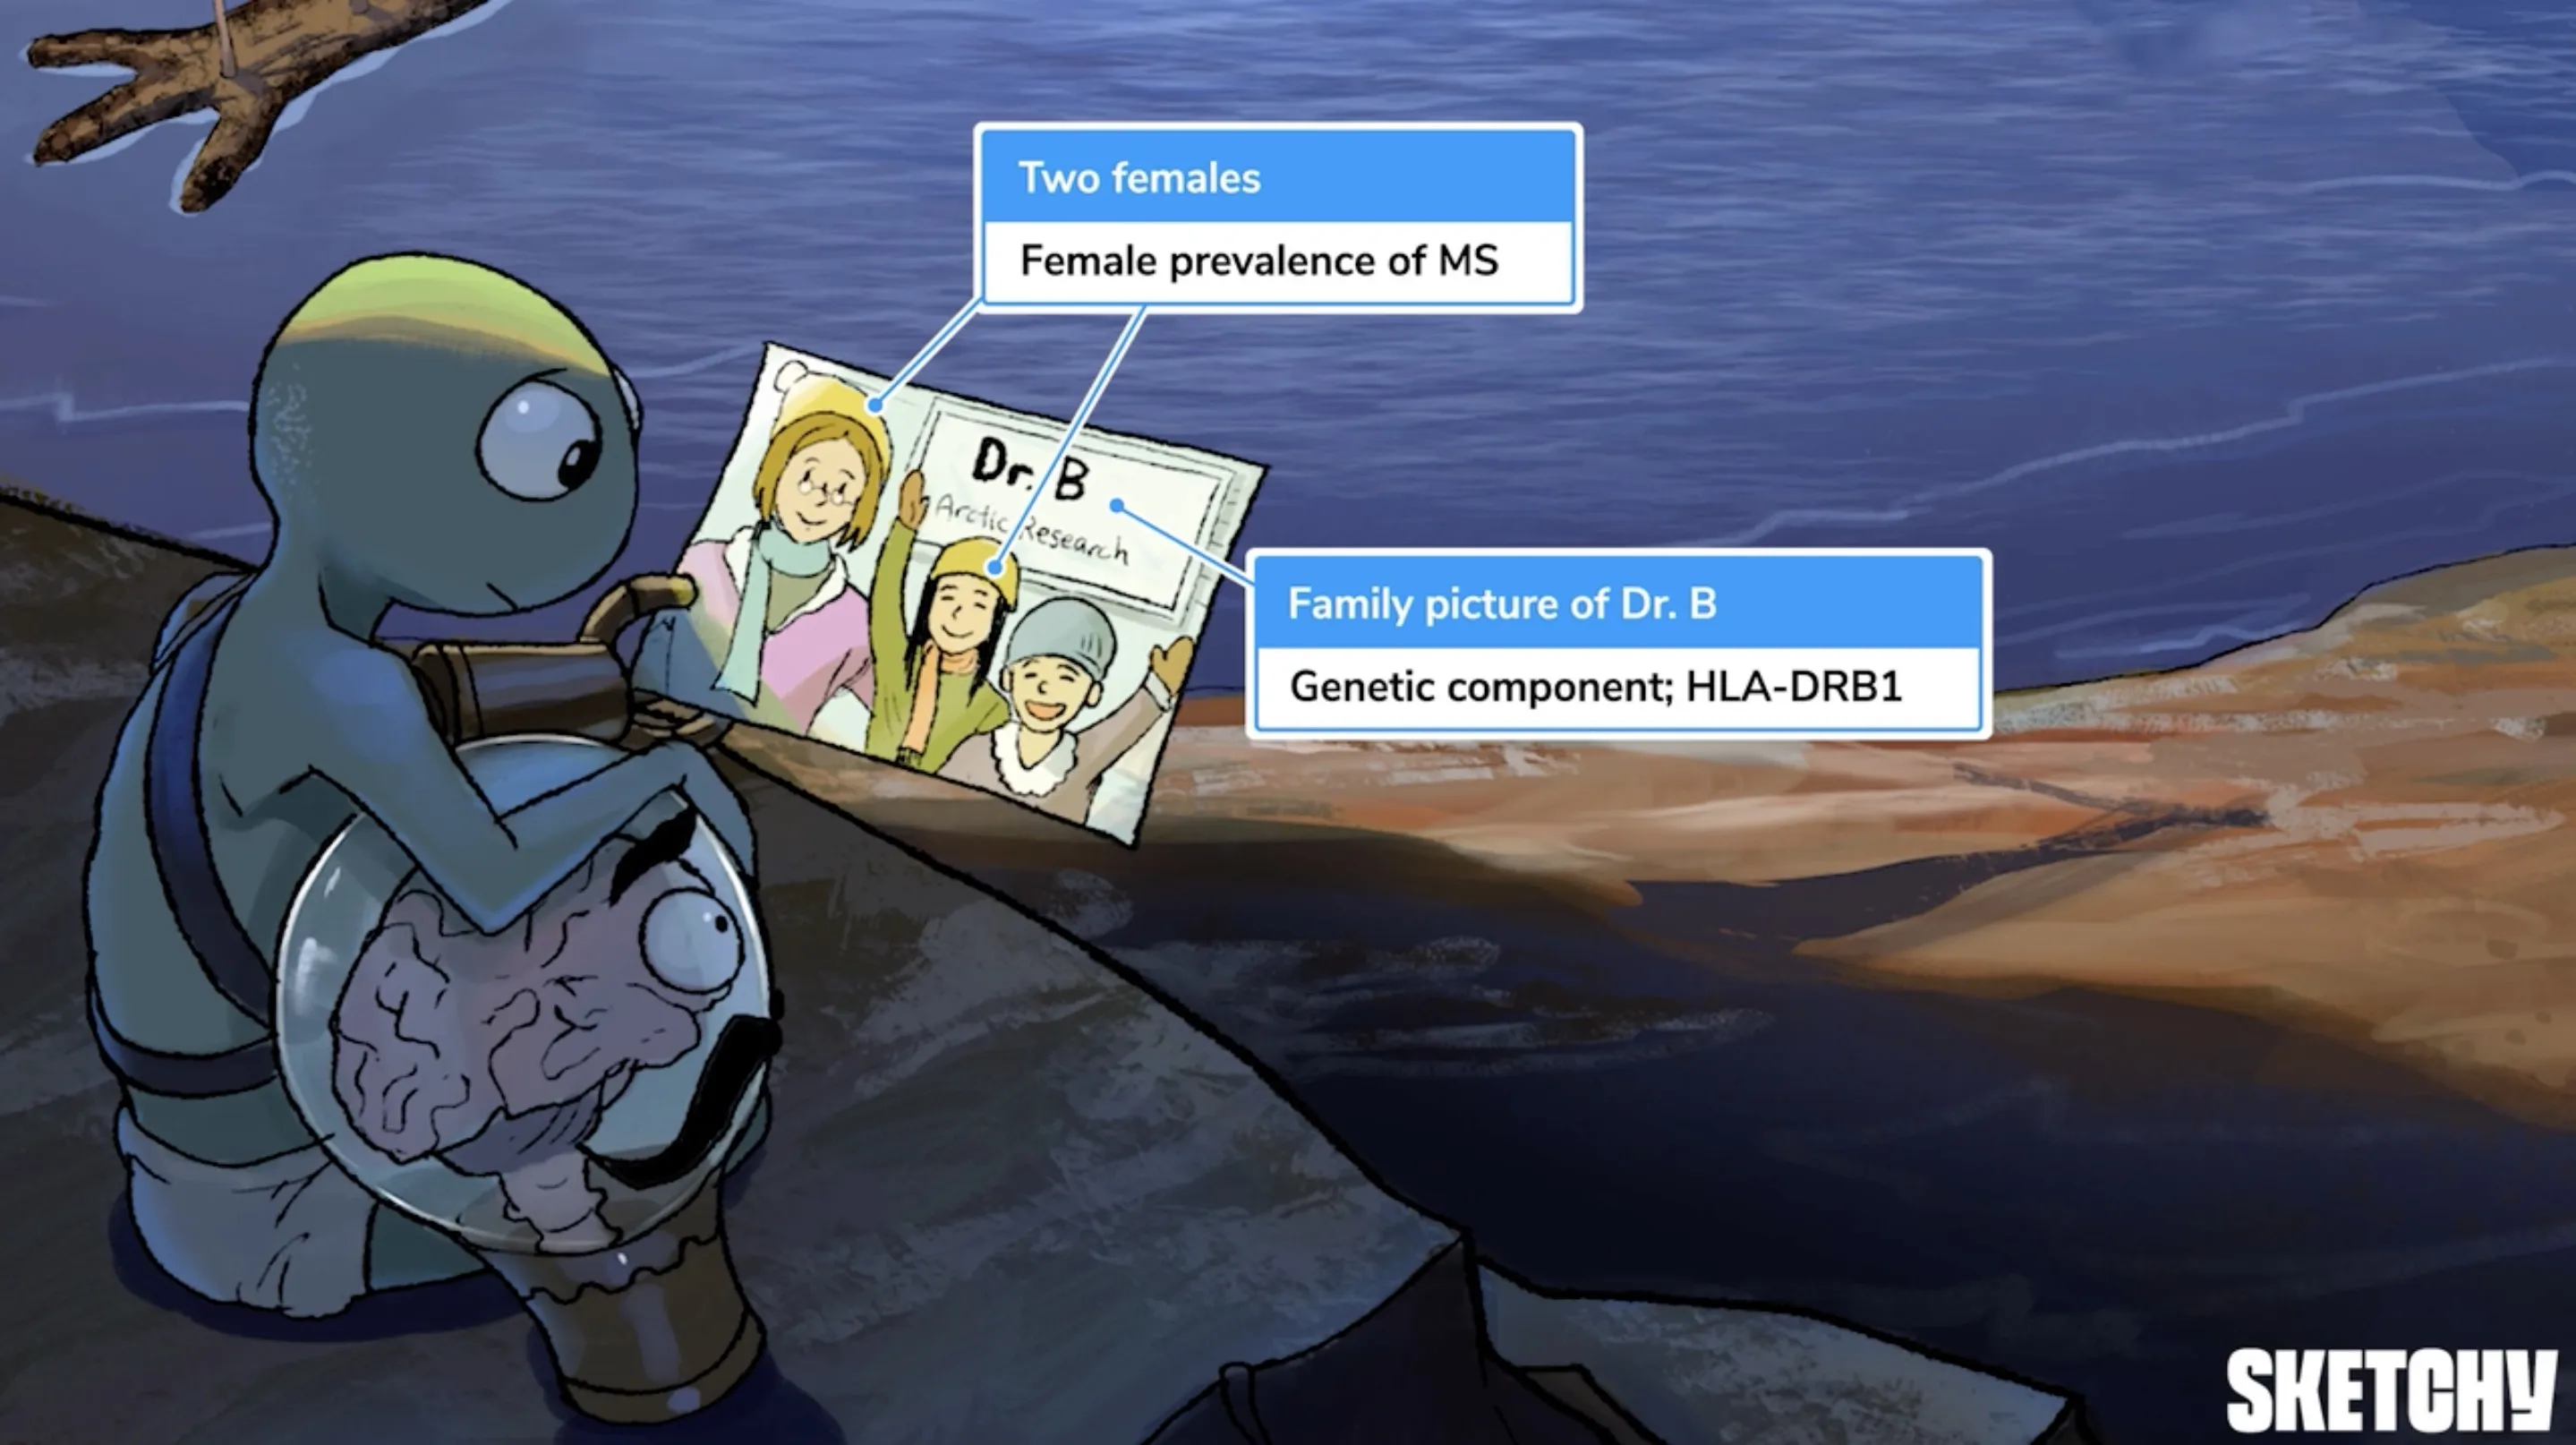 Two females
Female prevalence of MS
Dr. B
Arctic Research
Family picture of Dr. B
Genetic component; HLA-DRB1
SKETCHY